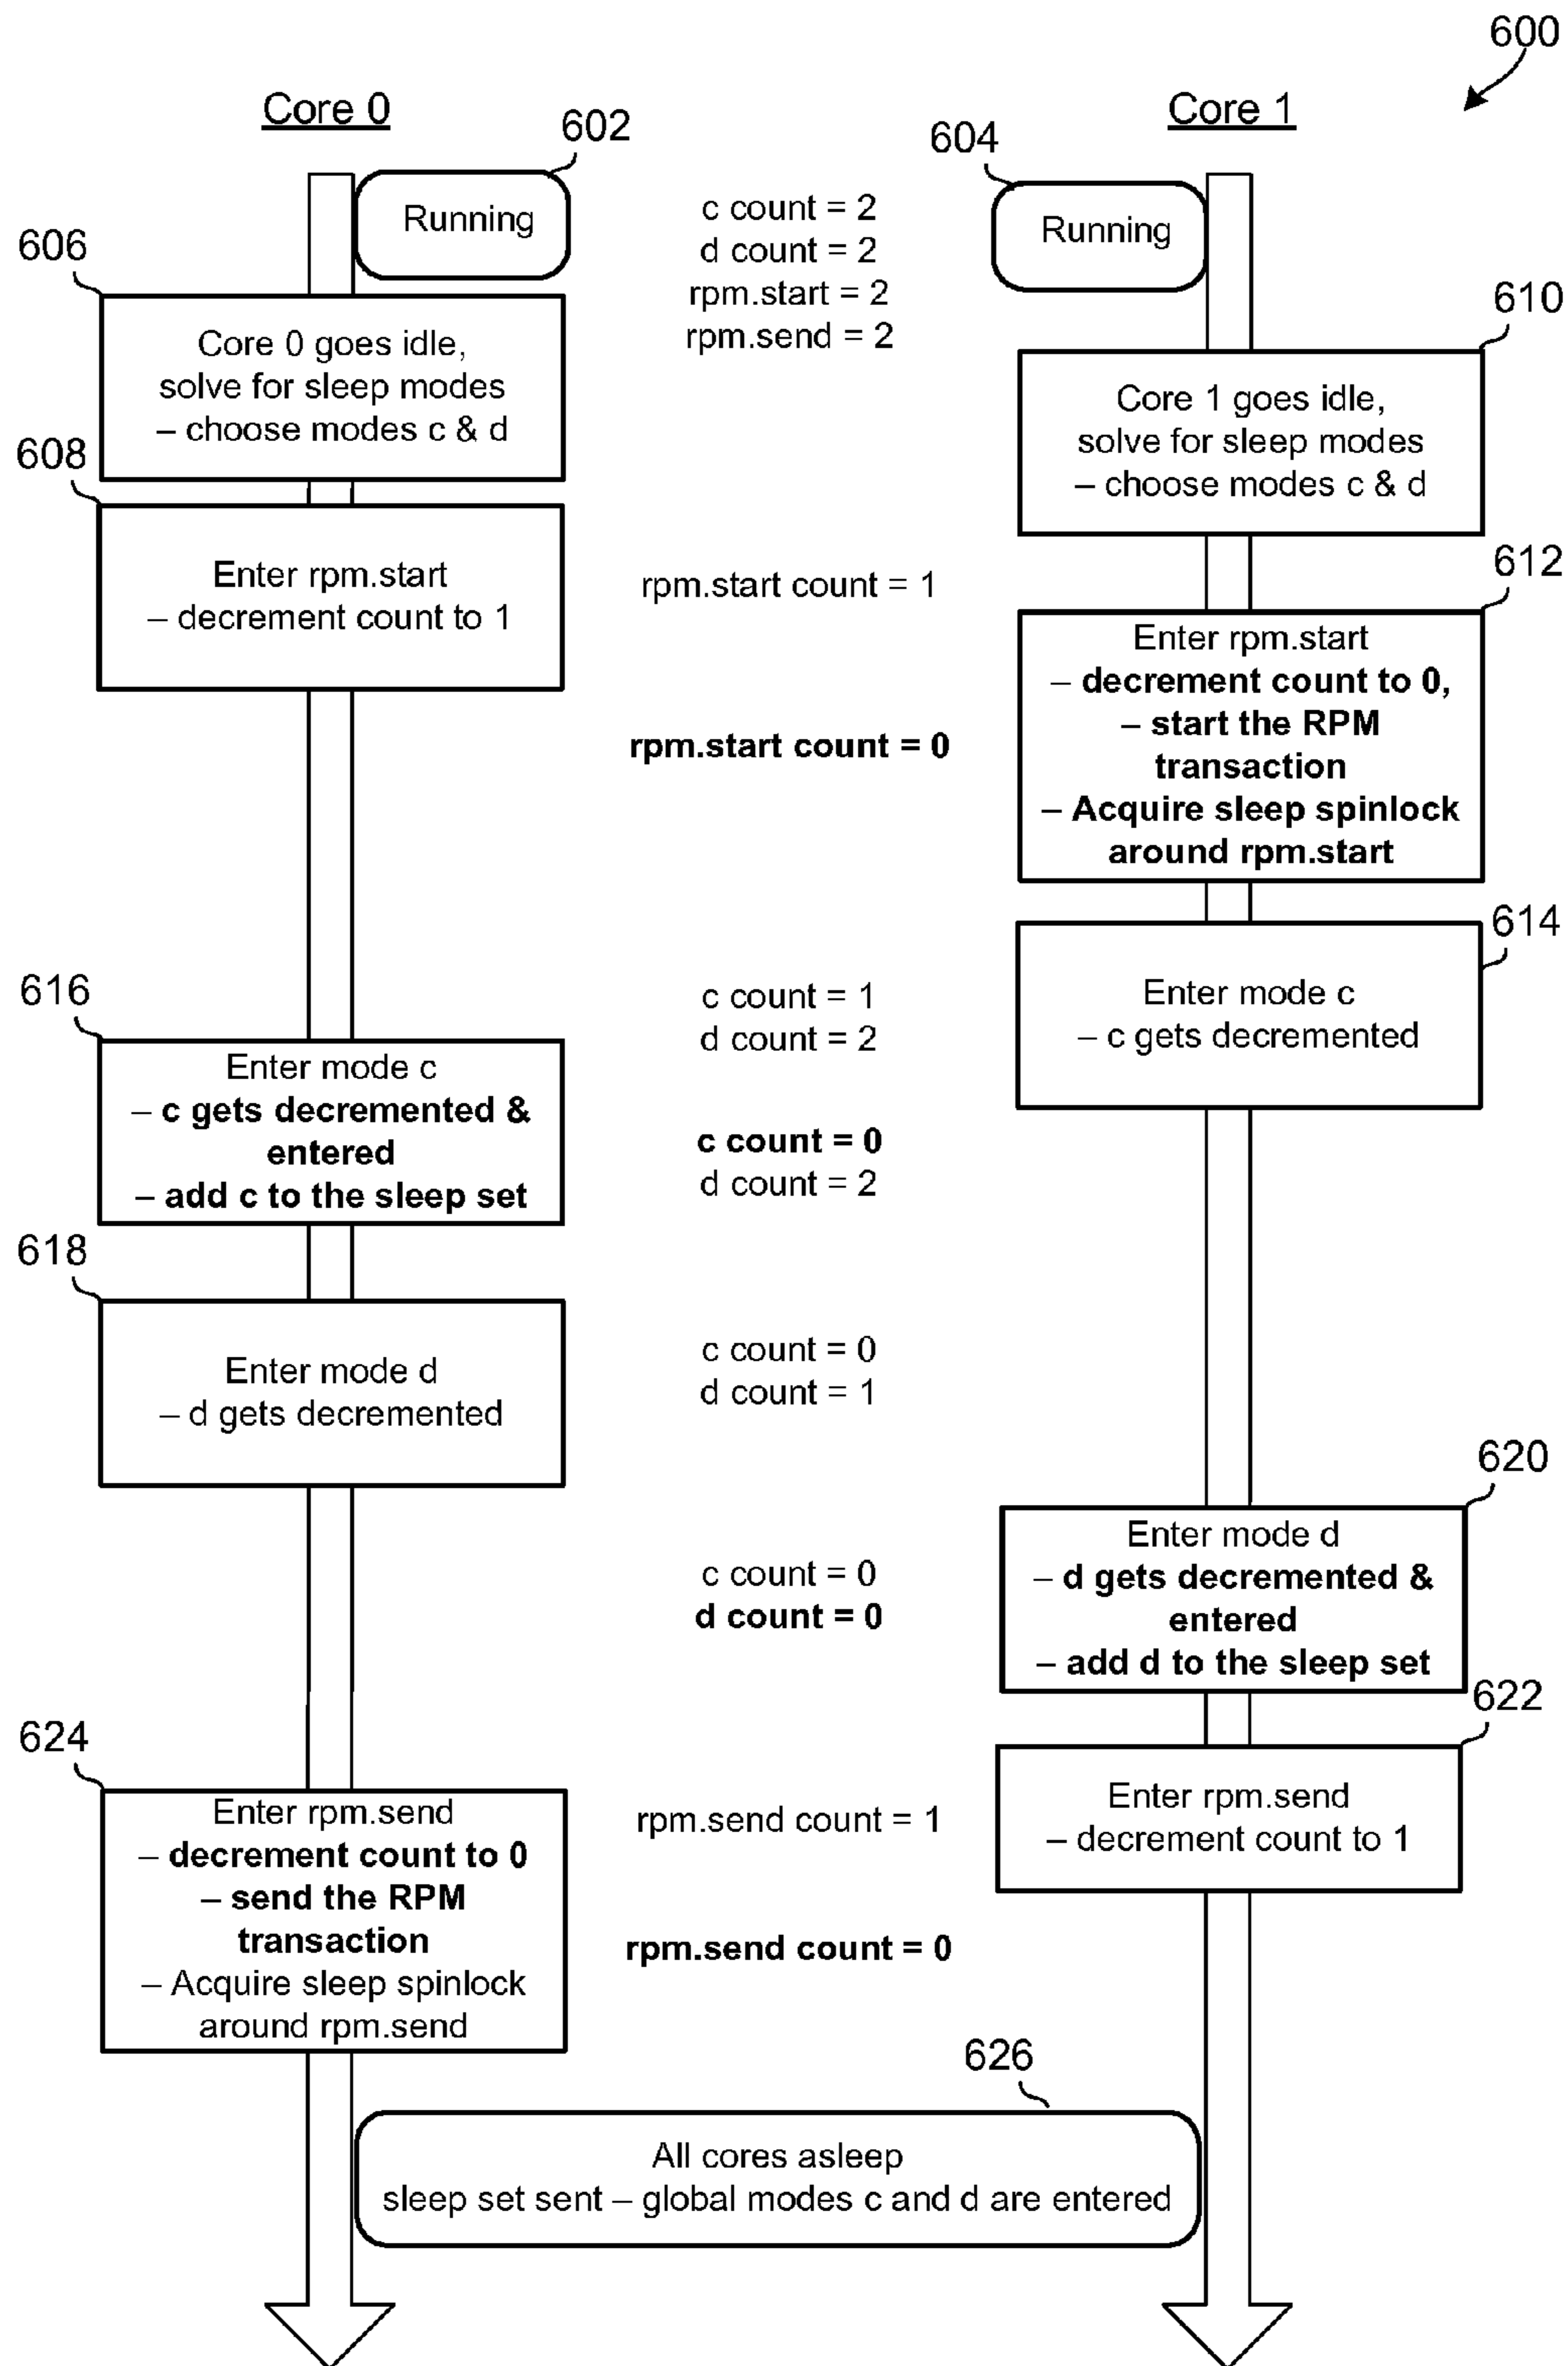 600
Core 0
Core 1
602
604
Running
Running
c count = 2
d count = 2
rpm.start = 2
rpm.send = 2
606
Core 0 goes idle,
solve for sleep modes
– choose modes c & d
610
Core 1 goes idle,
solve for sleep modes
– choose modes c & d
608
Enter rpm.start
– decrement count to 1
rpm.start count = 1
612
Enter rpm.start
– decrement count to 0,
– start the RPM
transaction
– Acquire sleep spinlock
around rpm.start
rpm.start count = 0
614
Enter mode c
– c gets decremented
c count = 1
d count = 2
616
Enter mode c
– c gets decremented &
entered
– add c to the sleep set
c count = 0
d count = 2
618
Enter mode d
– d gets decremented
c count = 0
d count = 1
620
Enter mode d
– d gets decremented &
entered
– add d to the sleep set
c count = 0
d count = 0
622
Enter rpm.send
– decrement count to 1
rpm.send count = 1
624
Enter rpm.send
– decrement count to 0
– send the RPM
transaction
– Acquire sleep spinlock
around rpm.send
rpm.send count = 0
626
All cores asleep
sleep set sent – global modes c and d are entered